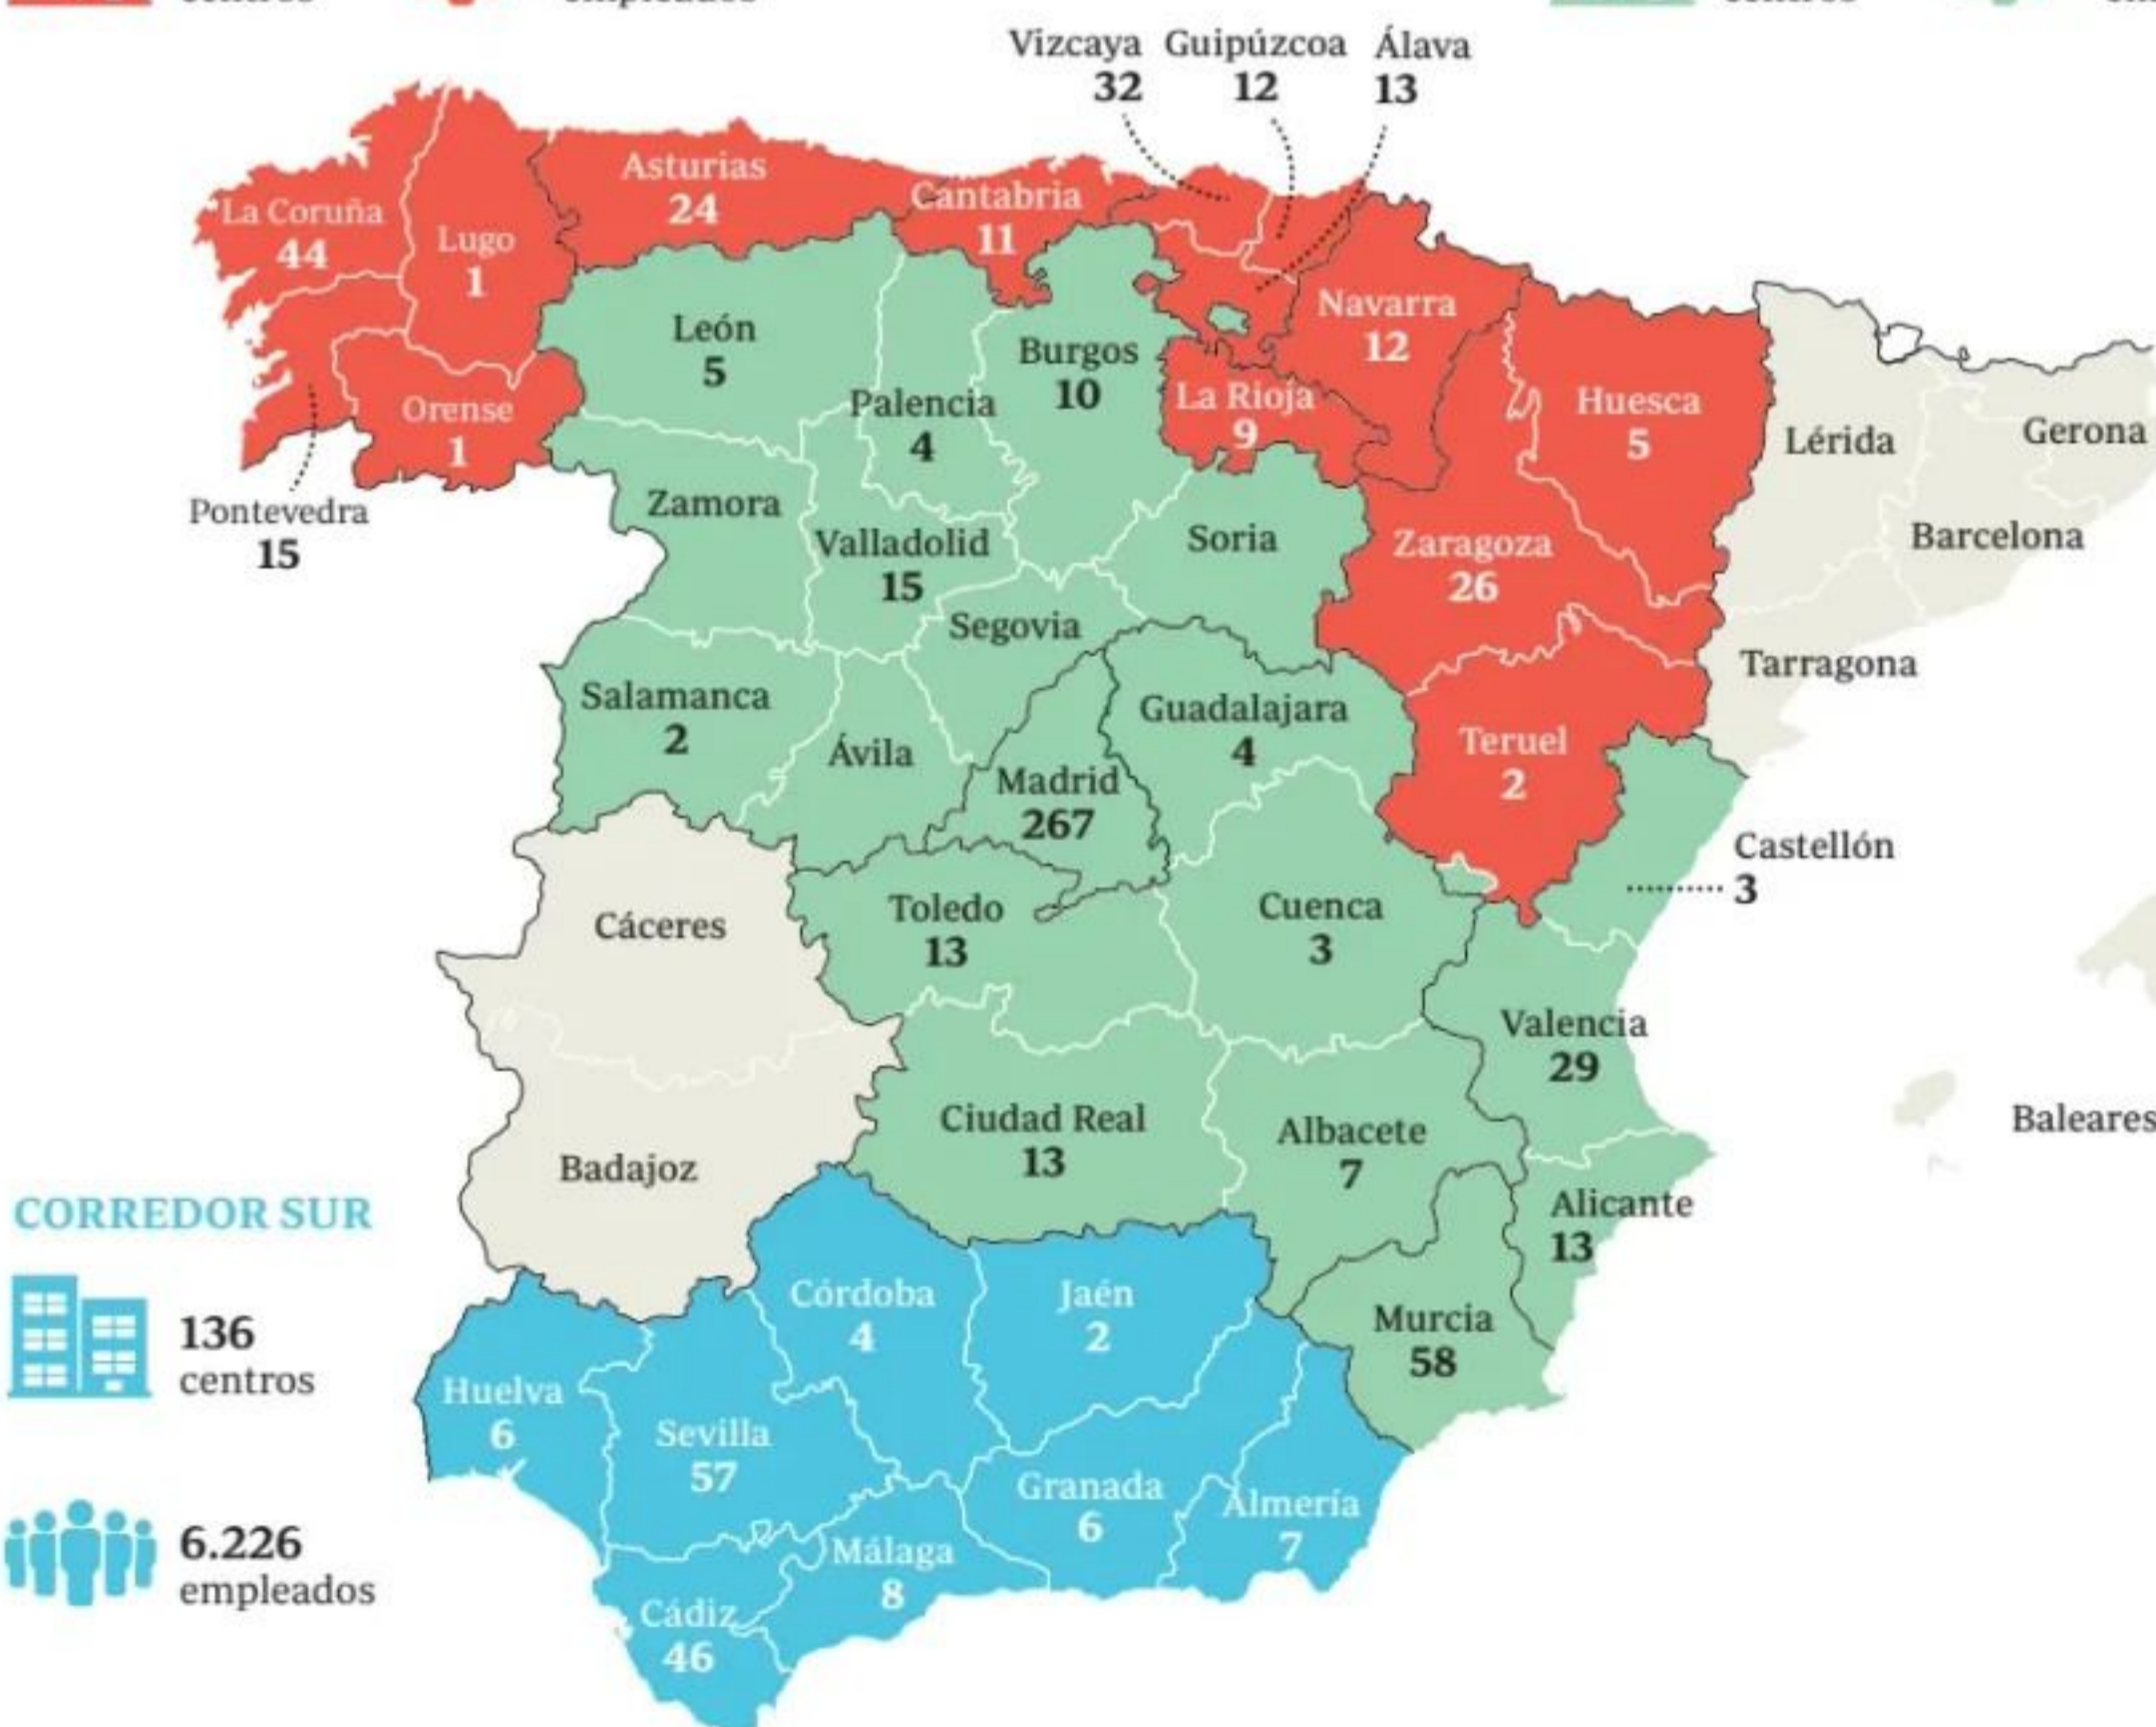 centros
empleados
centros
Vizcaya
32
Guipúzcoa
12
Álava
13
La Coruña
44
Lugo
1
Asturias
24
Cantabria
11
Navarra
12
León
5
Palencia
4
Burgos
10
La Rioja
9
Huesca
5
Lérida
Gerona
Orense
1
Pontevedra
15
Zamora
Valladolid
15
Soria
Zaragoza
26
Barcelona
Segovia
Tarragona
Salamanca
2
Ávila
Madrid
267
Guadalajara
4
Teruel
2
Castellón
3
Cáceres
Toledo
13
Cuenca
3
Valencia
29
Badajoz
Ciudad Real
13
Albacete
7
Baleares
Alicante
13
CORREDOR SUR
136
centros
6.226
empleados
Córdoba
4
Jaén
2
Murcia
58
Huelva
6
Sevilla
57
Granada
6
Almería
7
Málaga
8
Cádiz
46